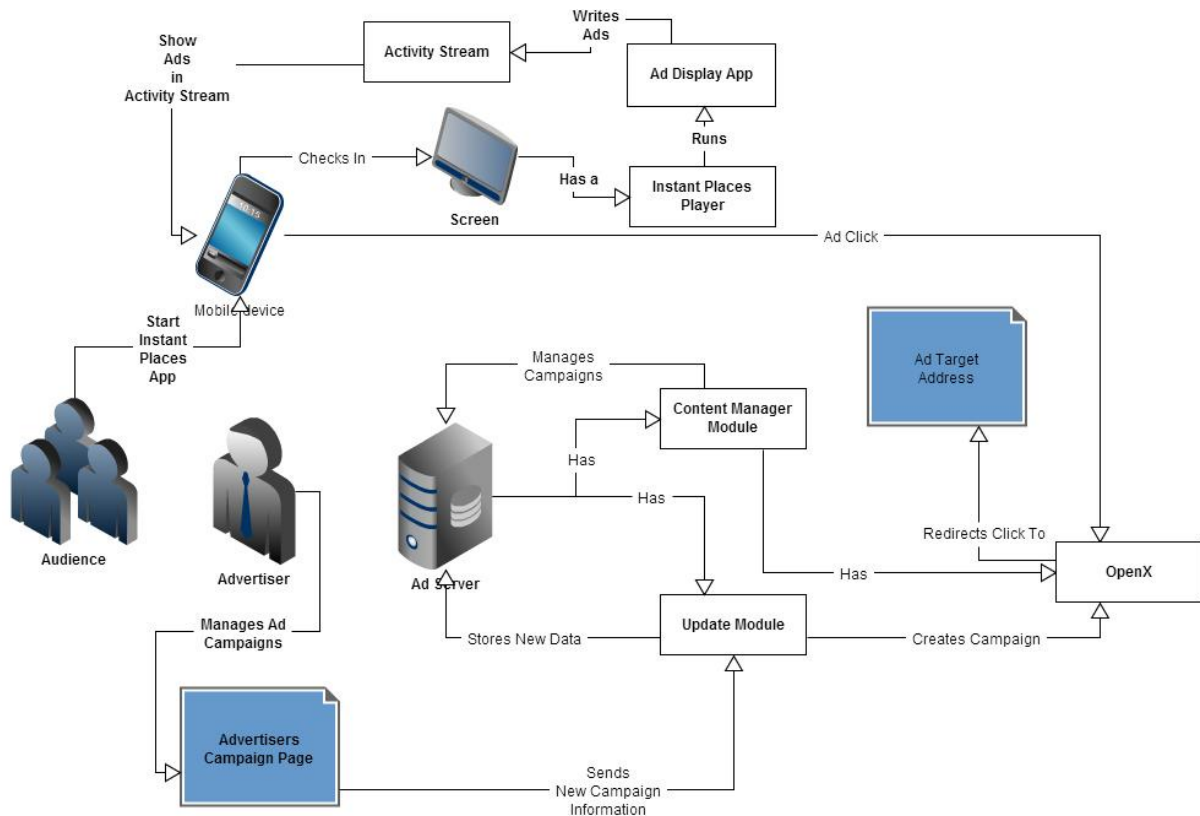 Writes
Ads
Show
Ads
in
Activity Stream
Activity Stream
Ad Display App
Runs
Checks In
Has a
Instant Places
Player
Screen
10:15
Ad Click
Mobile device
Start
Instant
Places
App
Manages
Campaigns
Ad Target
Address
Content Manager
Module
Has
Has
Redirects Click To
Audience
Advertiser
Ad Server
Has
OpenX
Manages Ad
Campaigns
Stores New Data
Update Module
Creates Campaign
Advertisers
Campaign Page
Sends
New Campaign
Information